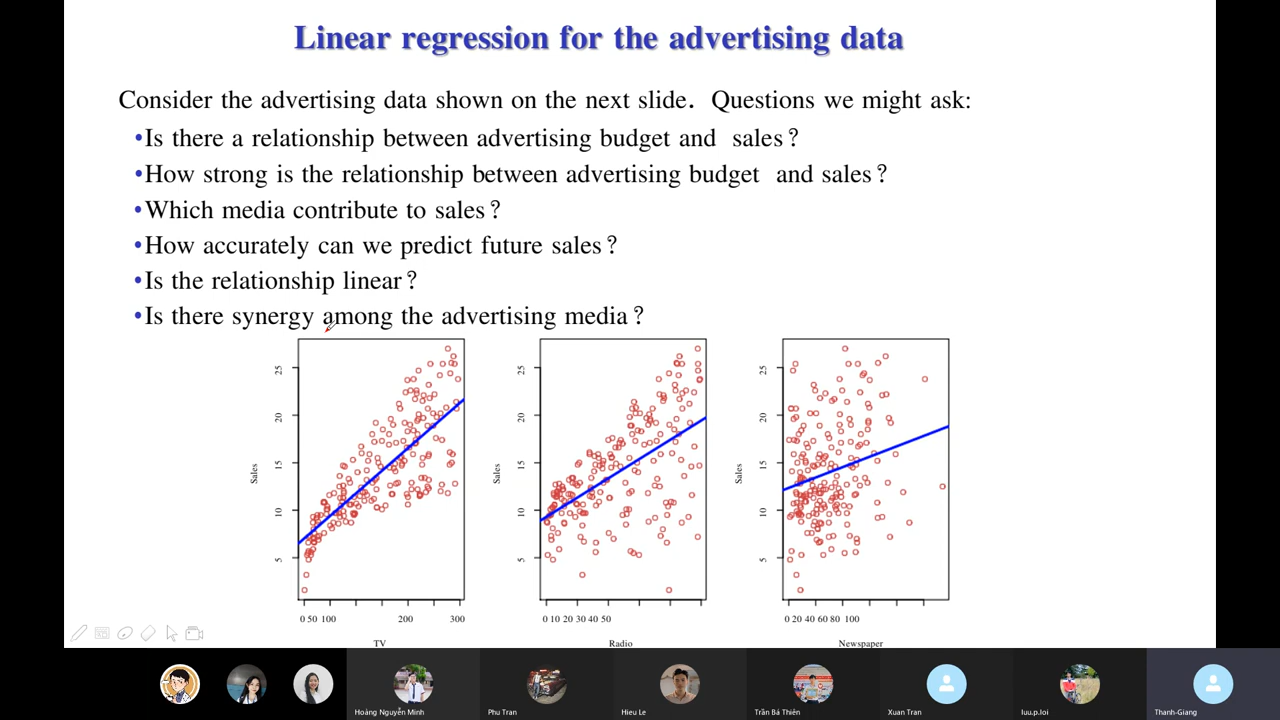 Linear regression for the advertising data
Consider the advertising data shown on the next slide. Questions we might ask:
•Is there a relationship between advertising budget and sales?
•How strong is the relationship between advertising budget and sales?
•Which media contribute to sales?
•How accurately can we predict future sales?
•Is the relationship linear?
•Is there synergy among the advertising media?
5 10 15 20 25
Sales
0 50 100 200 300
TV
5 10 15 20 25
Sales
0 10 20 30 40 50
Radio
5 10 15 20 25
Sales
0 20 40 60 80 100
Newspaper
Hoàng Nguyễn Minh
Phu Tran
Hieu Le
Trần Bá Thiên
Xuan Tran
luu.p.loi
Thanh-Giang